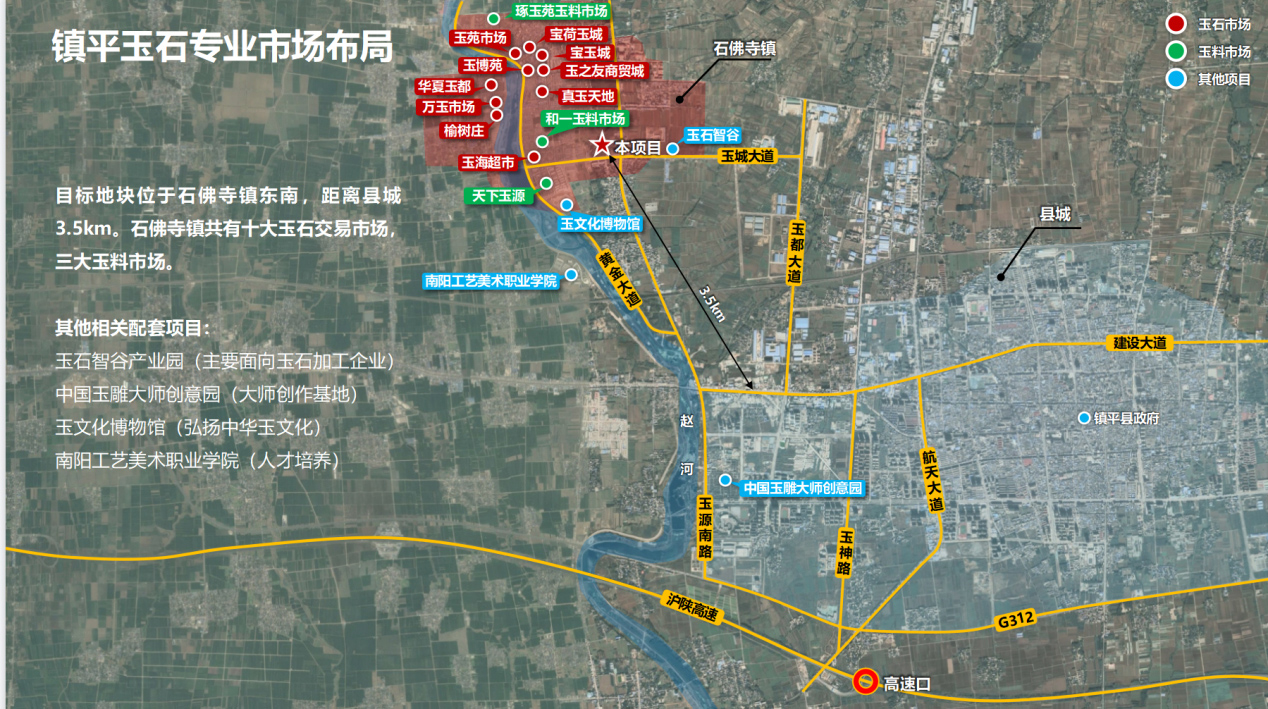 镇平玉石专业市场布局
目标地块位于石佛寺镇东南，距离县城
3.5km。石佛寺镇共有十大玉石交易市场，
三大玉料市场。
其他相关配套项目：
玉石智谷产业园（主要面向玉石加工企业）
中国玉雕大师创意园（大师创作基地）
玉文化博物馆（弘扬中华玉文化）
南阳工艺美术职业学院（人才培养）
琢玉苑玉料市场
玉苑市场
宝荷玉城
宝玉城
玉博苑
玉之友商贸城
华夏玉都
真玉天地
万玉市场
和一玉料市场
榆树庄
玉海超市
天下玉源
本项目
玉石智谷
玉城大道
石佛寺镇
玉文化博物馆
南阳工艺美术职业学院
黄金大道
玉都大道
3.5km
县城
建设大道
镇平县政府
赵河
中国玉雕大师创意园
航天大道
玉源南路
玉神路
沪陕高速
G312
高速口
玉石市场
玉料市场
其他项目